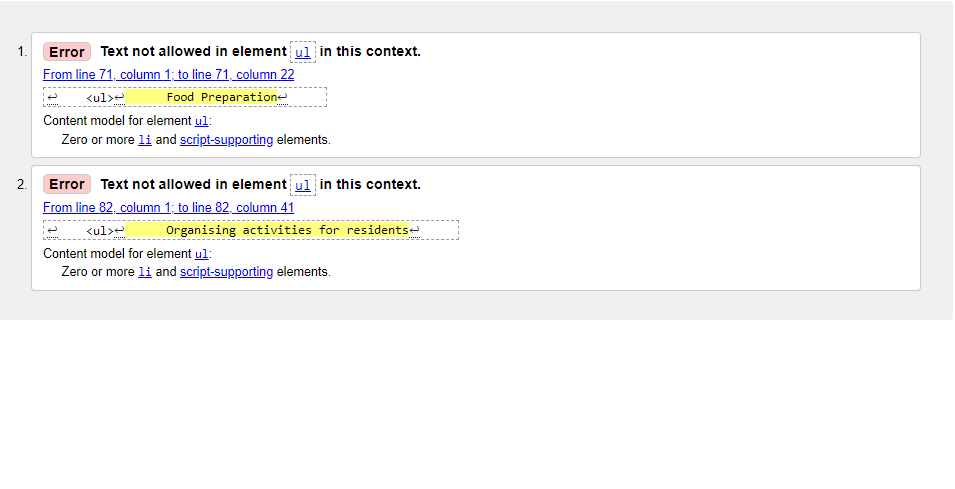 1. Error Text not allowed in element ul in this context.
From line 71, column 1; to line 71, column 22
↩    <ul>↩      Food Preparation↩
Content model for element ul:
Zero or more li and script-supporting elements.
2. Error Text not allowed in element ul in this context.
From line 82, column 1; to line 82, column 41
↩    <ul>↩      Organising activities for residents↩
Content model for element ul:
Zero or more li and script-supporting elements.